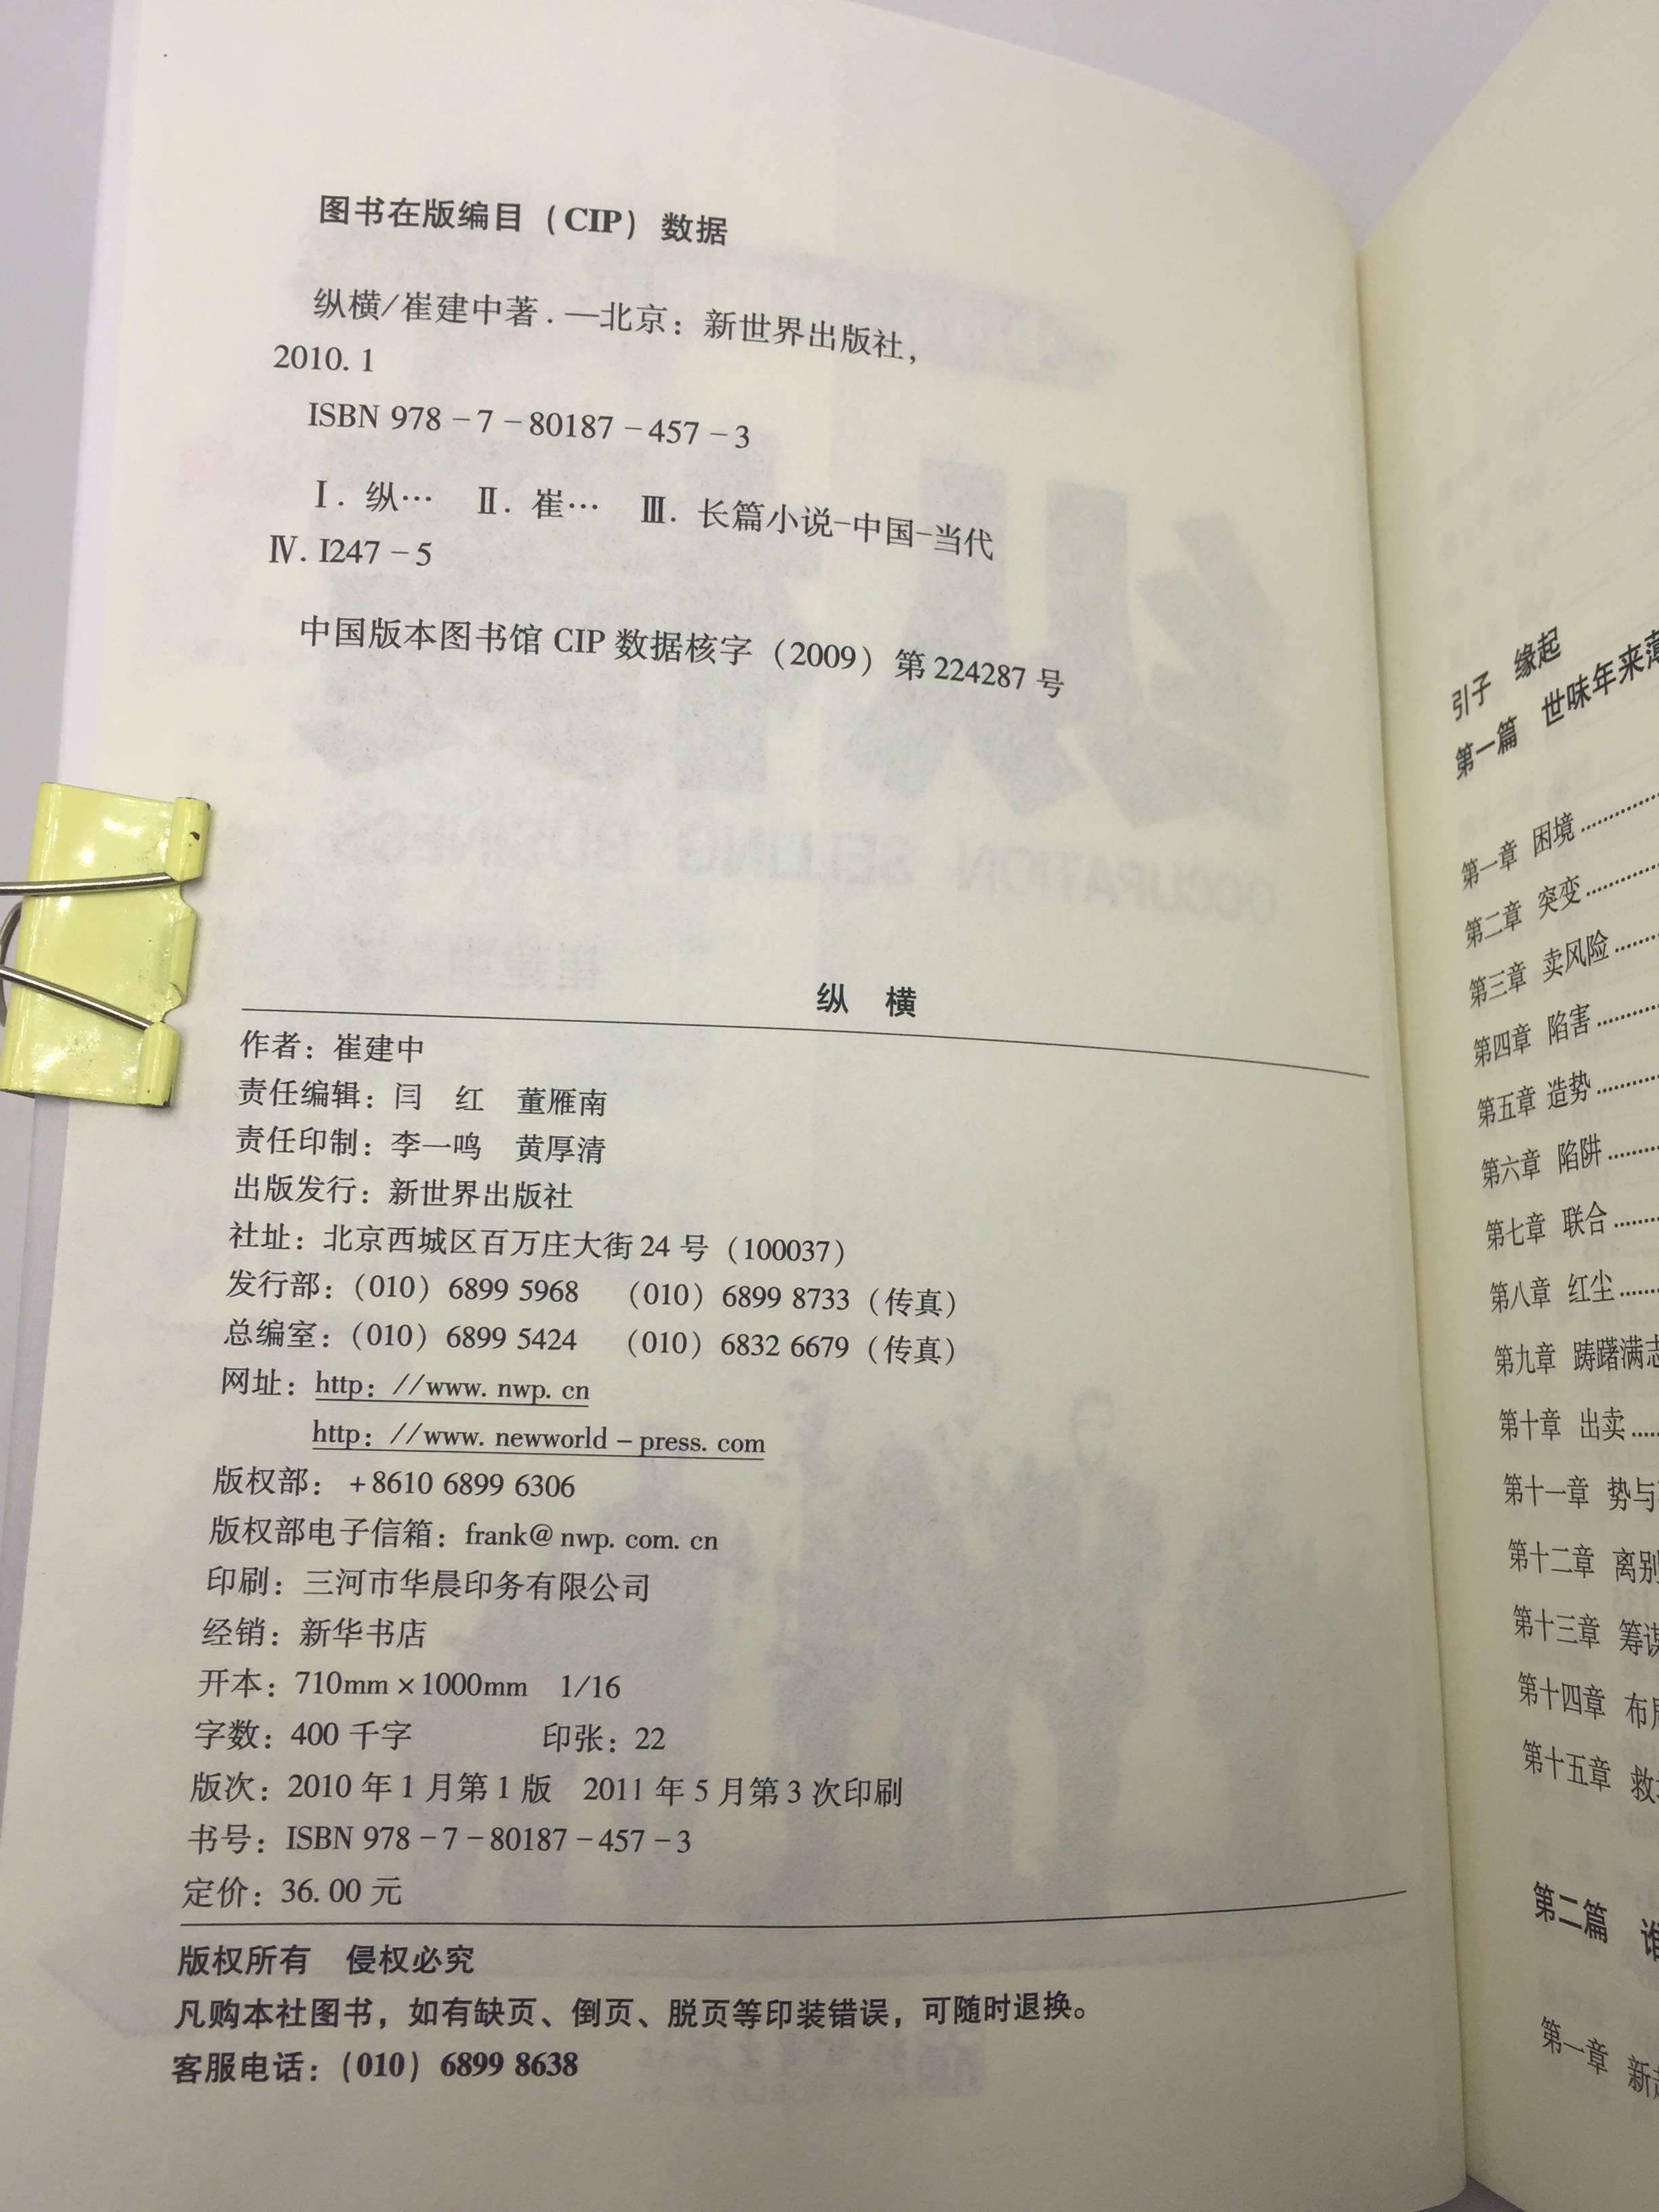 图书在版编目（CIP）数据
纵横/崔建中著．—北京：新世界出版社，
2010.1
ISBN 978-7-80187-457-3
Ⅰ．纵…　Ⅱ．崔…　Ⅲ．长篇小说-中国-当代
Ⅳ．I247-5
中国版本图书馆 CIP 数据核字（2009）第 224287 号
纵　横
作者：崔建中
责任编辑：闫　红　董雁南
责任印制：李一鸣　黄厚清
出版发行：新世界出版社
社址：北京西城区百万庄大街 24 号（100037）
发行部：（010）6899 5968　（010）6899 8733（传真）
总编室：（010）6899 5424　（010）6832 6679（传真）
网址：http：//www. nwp. cn
http：//www. newworld-press. com
版权部：+8610 6899 6306
版权部电子信箱：frank@nwp. com. cn
印刷：三河市华晨印务有限公司
经销：新华书店
开本：710mm×1000mm　1/16
字数：400 千字　印张：22
版次：2010 年 1 月第 1 版　2011 年 5 月第 3 次印刷
书号：ISBN 978-7-80187-457-3
定价：36.00 元
版权所有　侵权必究
凡购本社图书，如有缺页、倒页、脱页等印装错误，可随时退换。
客服电话：（010）6899 8638
引子　缘起
第一篇　世味年来薄
第一章　困境
第二章　突变
第三章　卖风险
第四章　陷害
第五章　造势
第六章　陷阱
第七章　联合
第八章　红尘
第九章　踌躇满志
第十章　出卖
第十一章　势与
第十二章　离别
第十三章　筹谋
第十四章　布局
第十五章　救
第二篇　谁
第一章　新